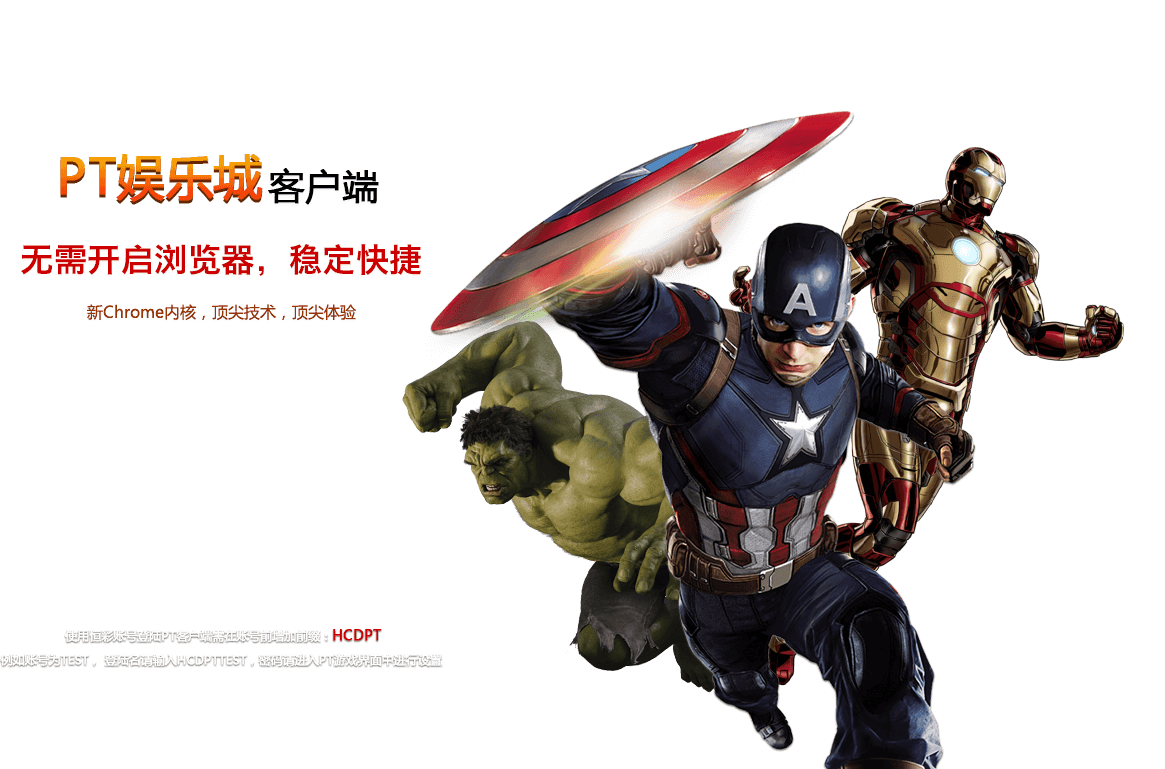 PT娱乐城客户端
无需开启浏览器，稳定快捷
新Chrome内核，顶尖技术，顶尖体验
A
使用恒彩账号登陆PT客户端需在账号前增加前缀：HCDPT
例如账号为TEST， 登陆名请输入HCDPTTEST，密码请进入PT游戏界面中进行设置